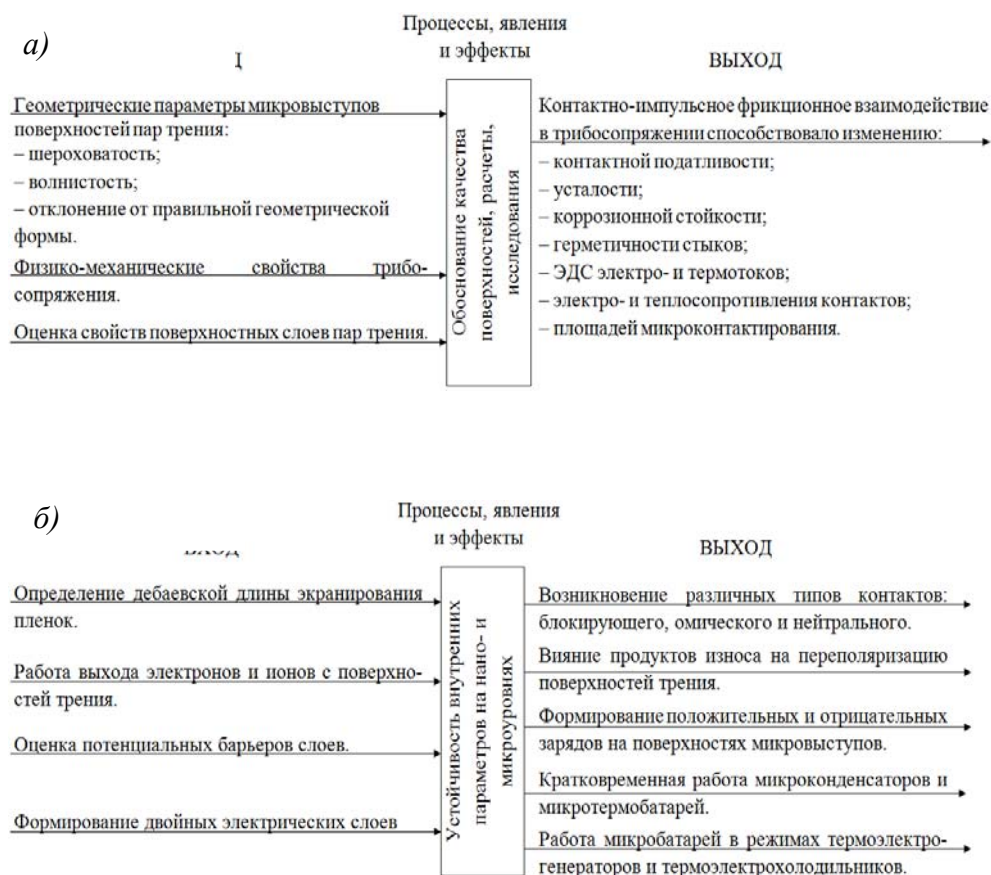 а)
Процессы, явления
и эффекты
ВЫХОД
Геометрические параметры микровыступов
поверхностей пар трения:
– шероховатость;
– волнистость;
– отклонение от правильной геометрической
формы.
Физико-механические свойства трибо-
сопряжения.
Оценка свойств поверхностных слоев пар трения.
Обоснование качества
поверхностей, расчеты,
исследования
Контактно-импульсное фрикционное взаимодействие
в трибосопряжении способствовало изменению:
– контактной податливости;
– усталости;
– коррозионной стойкости;
– герметичности стыков;
– ЭДС электро- и термотоков;
– электро- и теплосопротивления контактов;
– площадей микроконтактирования.
б)
Процессы, явления
и эффекты
ВЫХОД
Определение дебаевской длины экранирования
пленок.
Работа выхода электронов и ионов с поверхно-
стей трения.
Оценка потенциальных барьеров слоев.
Формирование двойных электрических слоев
Устойчивость внутренних
параметров на нано- и
микроуровнях
Возникновение различных типов контактов:
блокирующего, омического и нейтрального.
Вияние продуктов износа на переполяризацию
поверхностей трения.
Формирование положительных и отрицательных
зарядов на поверхностях микровыступов.
Кратковременная работа микроконденсаторов и
микротермобатарей.
Работа микробатарей в режимах термоэлектро-
генераторов и термоэлектрохолодильников.